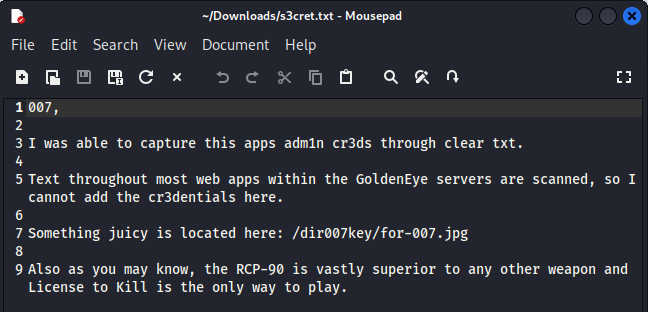 ~/Downloads/s3cret.txt - Mousepad
File Edit Search View Document Help
1 007,
2
3 I was able to capture this apps adm1n cr3ds through clear txt.
4
5 Text throughout most web apps within the GoldenEye servers are scanned, so I
cannot add the cr3dentials here.
6
7 Something juicy is located here: /dir007key/for-007.jpg
8
9 Also as you may know, the RCP-90 is vastly superior to any other weapon and
License to Kill is the only way to play.